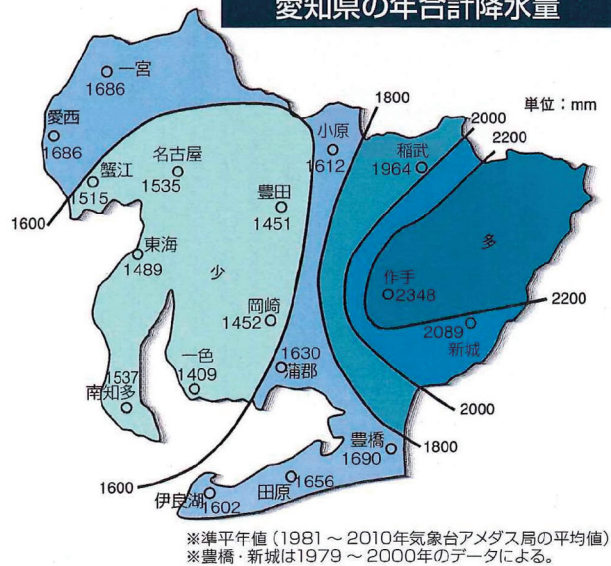 愛知県の年合計降水量
単位：mm
一宮
1686
愛西
1686
蟹江
1515
名古屋
1535
小原
1612
1800
2000
2200
稲武
1964
豊田
1451
1600
東海
1489
少
多
作手
2348
岡崎
1452
2200
2089
新城
1630
蒲郡
一色
1409
1537
南知多
2000
豊橋
1690
1800
1600
伊良湖
1602
田原
1656
※準平年値（1981～2010年気象台アメダス局の平均値）
※豊橋・新城は1979～2000年のデータによる。